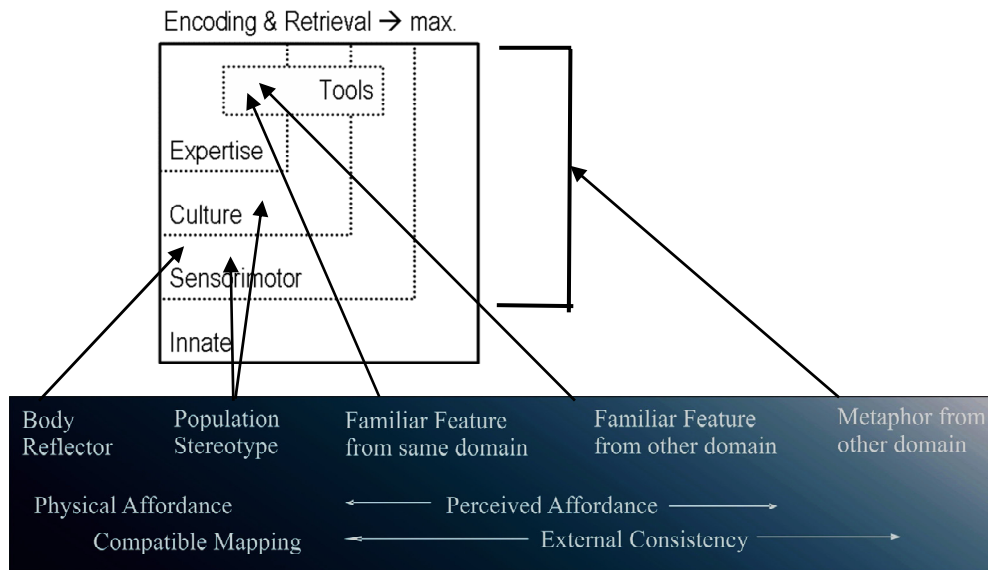 Encoding & Retrieval → max.
Tools
Expertise
Culture
Sensorimotor
Innate
Body
Reflector
Population
Stereotype
Familiar Feature
from same domain
Familiar Feature
from other domain
Metaphor from
other domain
Physical Affordance
Perceived Affordance
Compatible Mapping
External Consistency